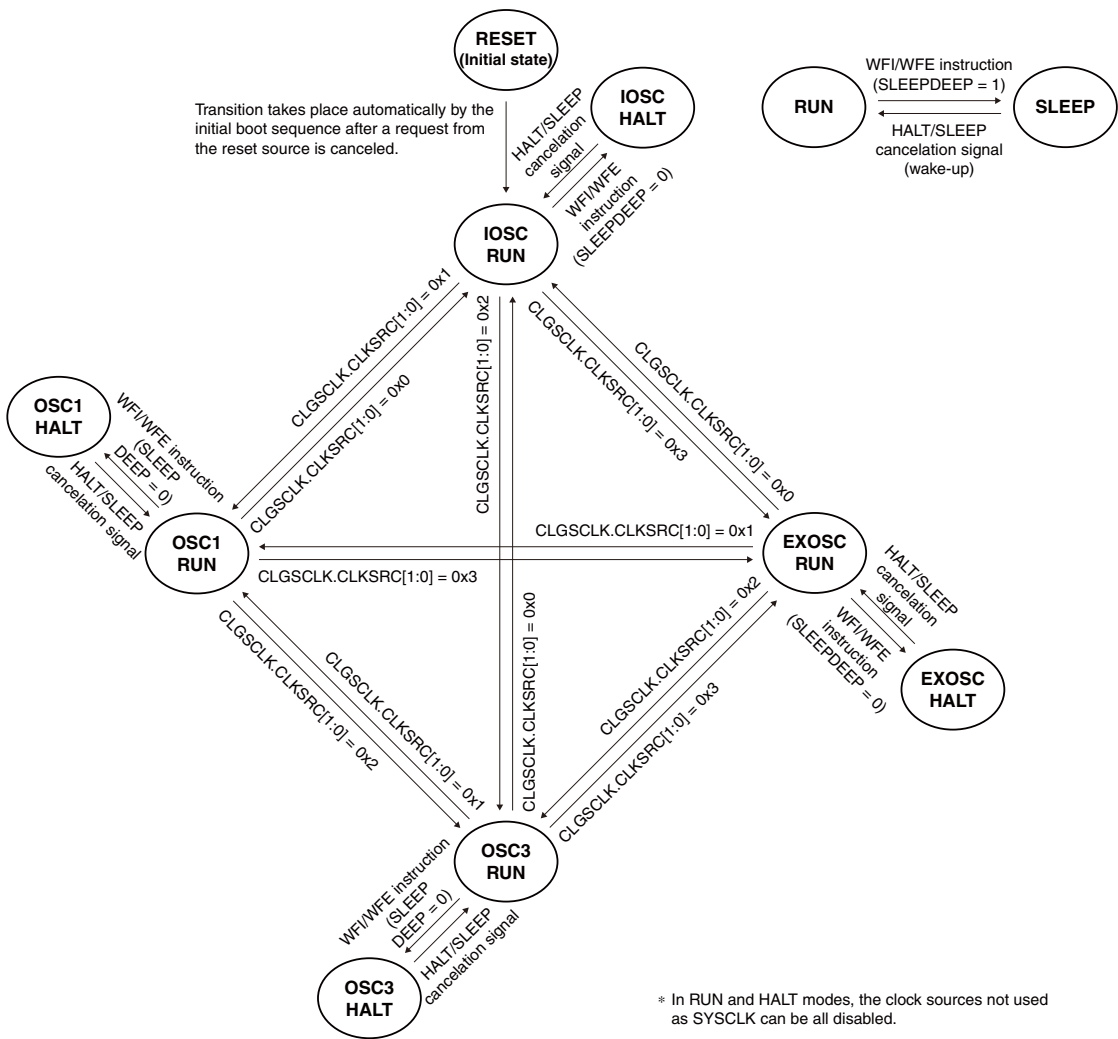 RESET
(Initial state)
Transition takes place automatically by the
initial boot sequence after a request from
the reset source is canceled.
IOSC
HALT
HALT/SLEEP
cancelation
signal
WFI/WFE
instruction
(SLEEPDEEP = 0)
RUN
WFI/WFE instruction
(SLEEPDEEP = 1)
HALT/SLEEP
cancelation signal
(wake-up)
SLEEP
IOSC
RUN
CLGSCLK.CLKSRC[1:0] = 0x1
CLGSCLK.CLKSRC[1:0] = 0x0
CLGSCLK.CLKSRC[1:0] = 0x2
CLGSCLK.CLKSRC[1:0] = 0x0
CLGSCLK.CLKSRC[1:0] = 0x3
CLGSCLK.CLKSRC[1:0] = 0x0
OSC1
HALT
WFI/WFE instruction
(SLEEP
DEEP = 0)
HALT/SLEEP
cancelation signal
OSC1
RUN
CLGSCLK.CLKSRC[1:0] = 0x1
CLGSCLK.CLKSRC[1:0] = 0x3
EXOSC
RUN
HALT/SLEEP
cancelation
signal
WFI/WFE
instruction
(SLEEPDEEP = 0)
EXOSC
HALT
CLGSCLK.CLKSRC[1:0] = 0x2
CLGSCLK.CLKSRC[1:0] = 0x1
CLGSCLK.CLKSRC[1:0] = 0x2
CLGSCLK.CLKSRC[1:0] = 0x3
OSC3
RUN
WFI/WFE instruction
(SLEEP
DEEP = 0)
HALT/SLEEP
cancelation signal
OSC3
HALT
* In RUN and HALT modes, the clock sources not used
as SYSCLK can be all disabled.